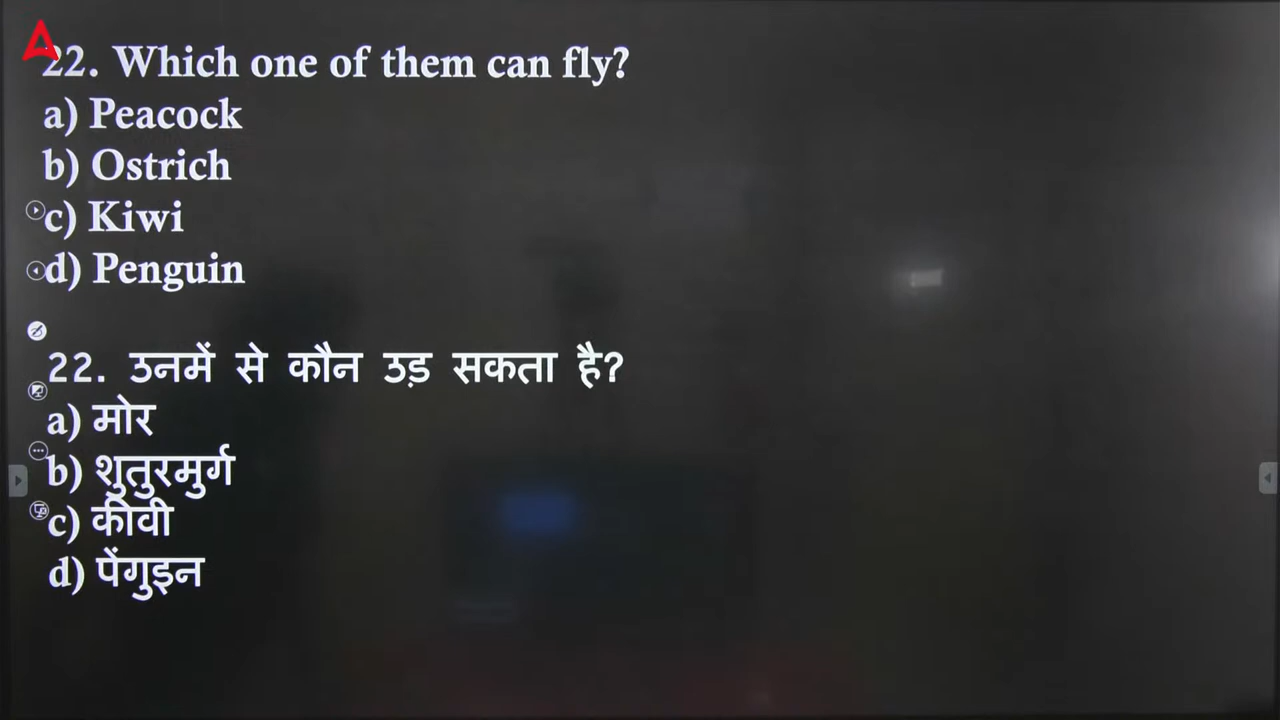 22. Which one of them can fly?
a) Peacock
b) Ostrich
c) Kiwi
d) Penguin
22. उनमें से कौन उड़ सकता है?
a) मोर
b) शुतुरमुर्ग
c) कीवी
d) पेंगुइन